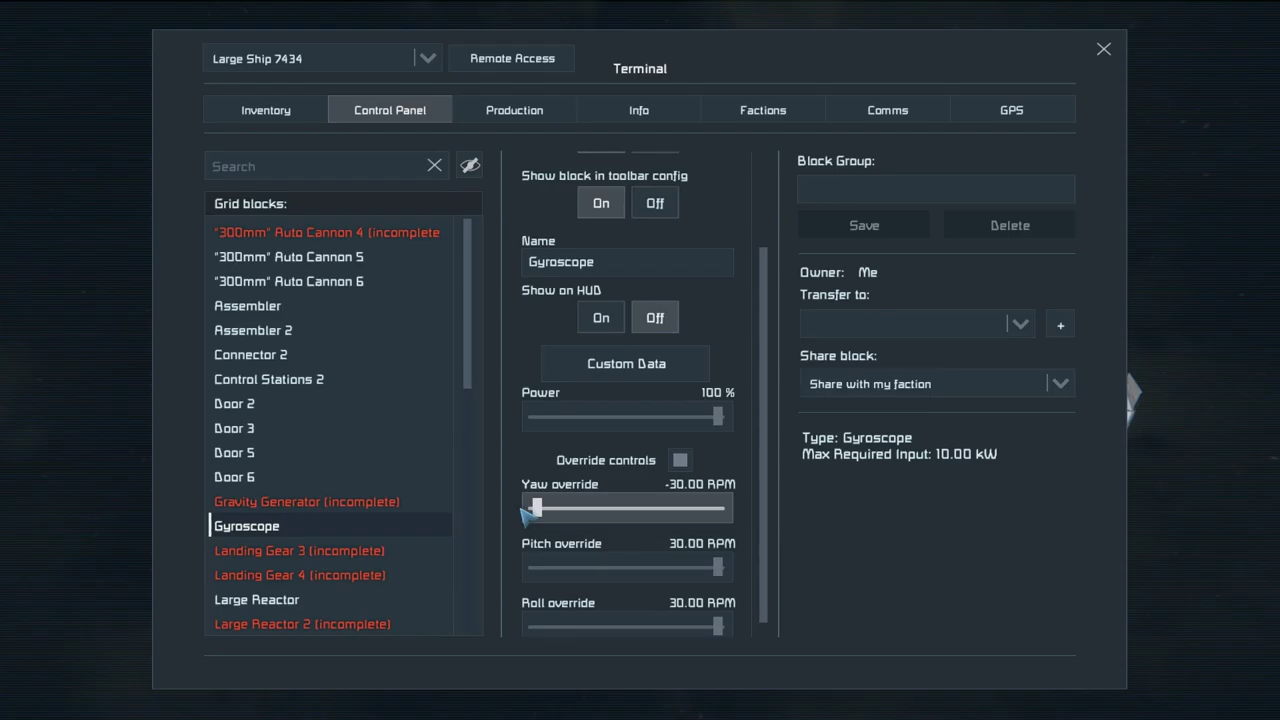 Large Ship 7434
Remote Access
Terminal
Inventory
Control Panel
Production
Info
Factions
Comms
GPS
Search
Grid blocks:
"300mm" Auto Cannon 4 (incomplete
"300mm" Auto Cannon 5
"300mm" Auto Cannon 6
Assembler
Assembler 2
Connector 2
Control Stations 2
Door 2
Door 3
Door 5
Door 6
Gravity Generator (incomplete)
Gyroscope
Landing Gear 3 (incomplete)
Landing Gear 4 (incomplete)
Large Reactor
Large Reactor 2 (incomplete)
Show block in toolbar config
On Off
Name
Gyroscope
Show on HUD
On Off
Custom Data
Power 100 %
Override controls
Yaw override -30.00 RPM
Pitch override 30.00 RPM
Roll override 30.00 RPM
Block Group:
Save Delete
Owner: Me
Transfer to:
+
Share block:
Share with my faction
Type: Gyroscope
Max Required Input: 10.00 kW